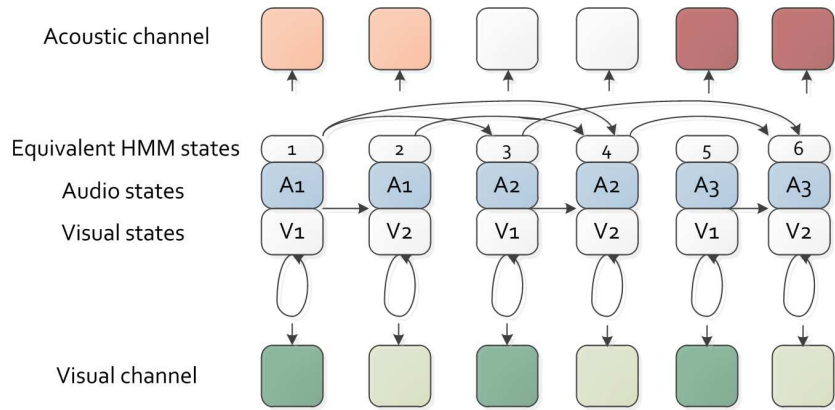 Acoustic channel
Equivalent HMM states 1 2 3 4 5 6
Audio states A1 A1 A2 A2 A3 A3
Visual states V1 V2 V1 V2 V1 V2
Visual channel